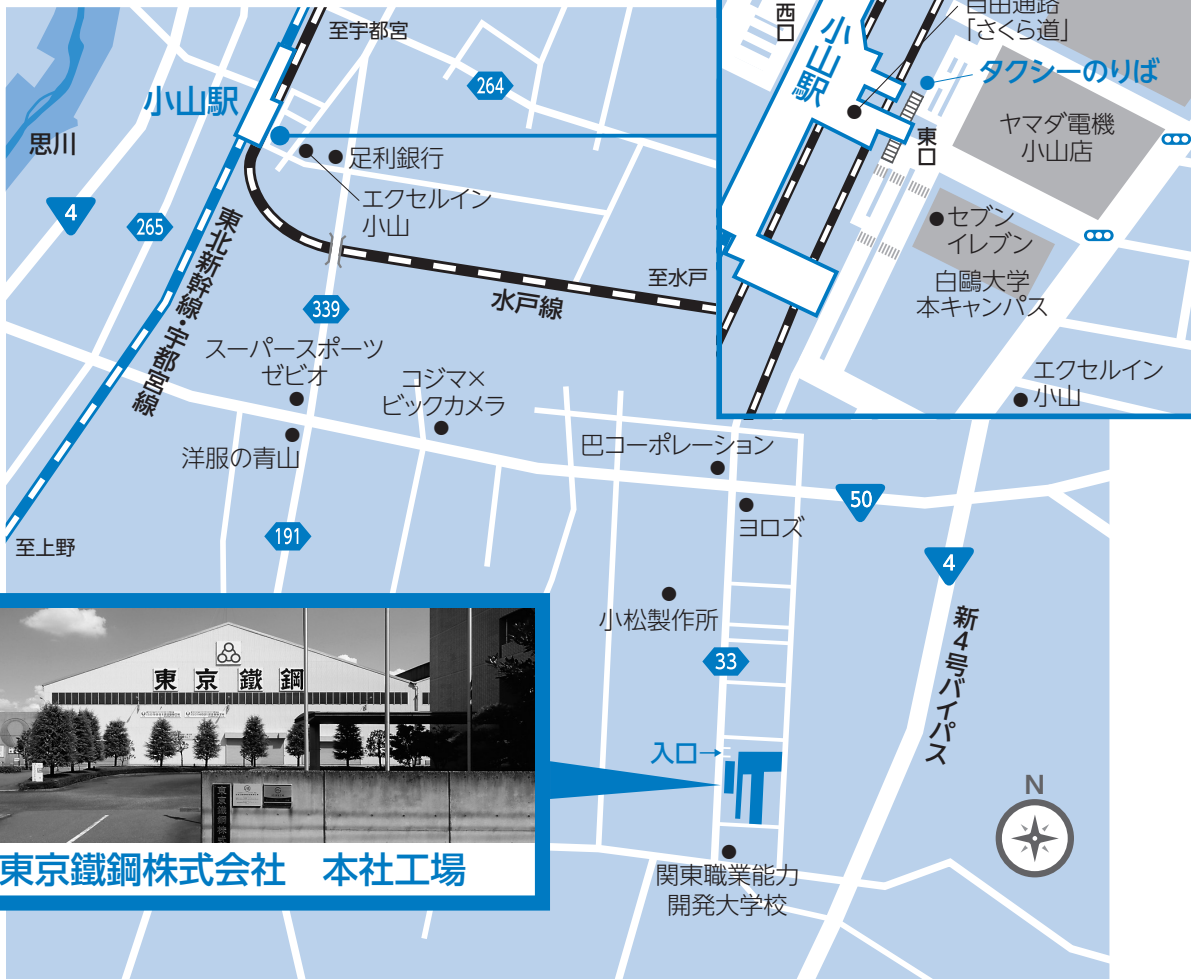 至宇都宮
264
小山駅
思川
足利銀行
エクセルイン
小山
4
265
東北新幹線・宇都宮線
水戸線
至水戸
339
スーパースポーツ
ゼビオ
コジマ×
ビックカメラ
洋服の青山
191
至上野
西口
小山駅
自由通路
「さくら道」
タクシーのりば
ヤマダ電機
小山店
東口
セブン
イレブン
白鷗大学
本キャンパス
エクセルイン
小山
巴コーポレーション
50
ヨロズ
4
小松製作所
新4号バイパス
33
入口→
N
関東職業能力
開発大学校
東京鐵鋼
東京鐵鋼株式
東京鐵鋼株式会社　本社工場